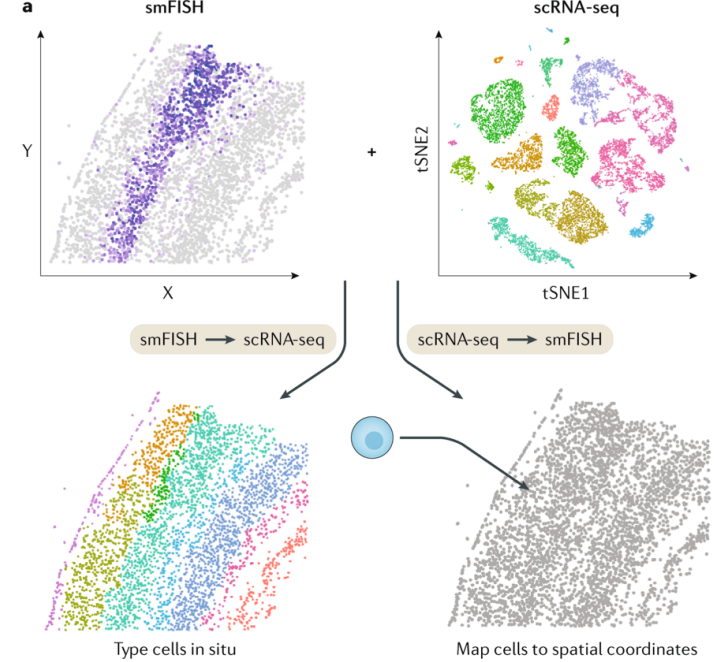 a
smFISH
scRNA-seq
Y
X
+
tSNE2
tSNE1
smFISH → scRNA-seq
scRNA-seq → smFISH
Type cells in situ
Map cells to spatial coordinates